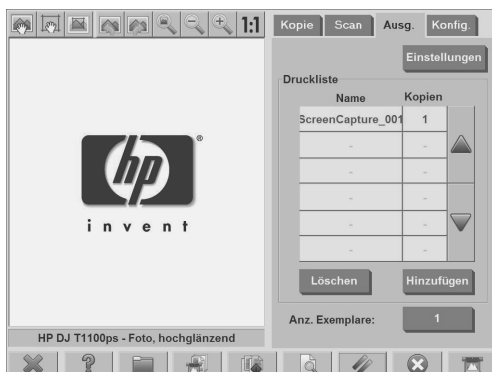 1:1
Kopie Scan Ausg. Konfig.
Einstellungen
Druckliste
Name Kopien
ScreenCapture_001 1
- -
- -
- -
- -
- -
Löschen Hinzufügen
Anz. Exemplare: 1
hp ®
invent
HP DJ T1100ps - Foto, hochglänzend
?